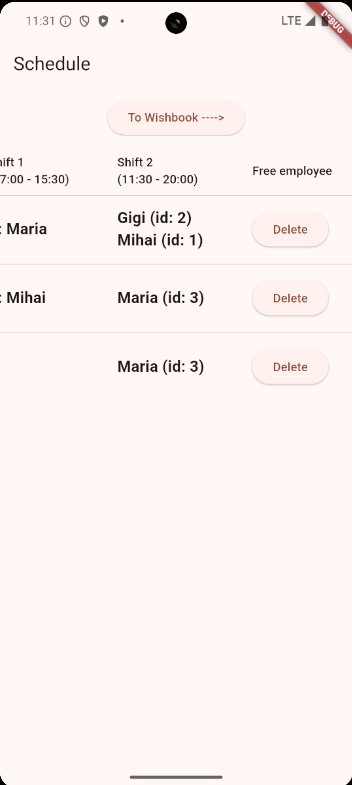 11:31
LTE
DEBUG
Schedule
To Wishbook ---->
hift 1
7:00 - 15:30)
Shift 2
(11:30 - 20:00)
Free employee
: Maria
Gigi (id: 2)
Mihai (id: 1)
Delete
: Mihai
Maria (id: 3)
Delete
Maria (id: 3)
Delete